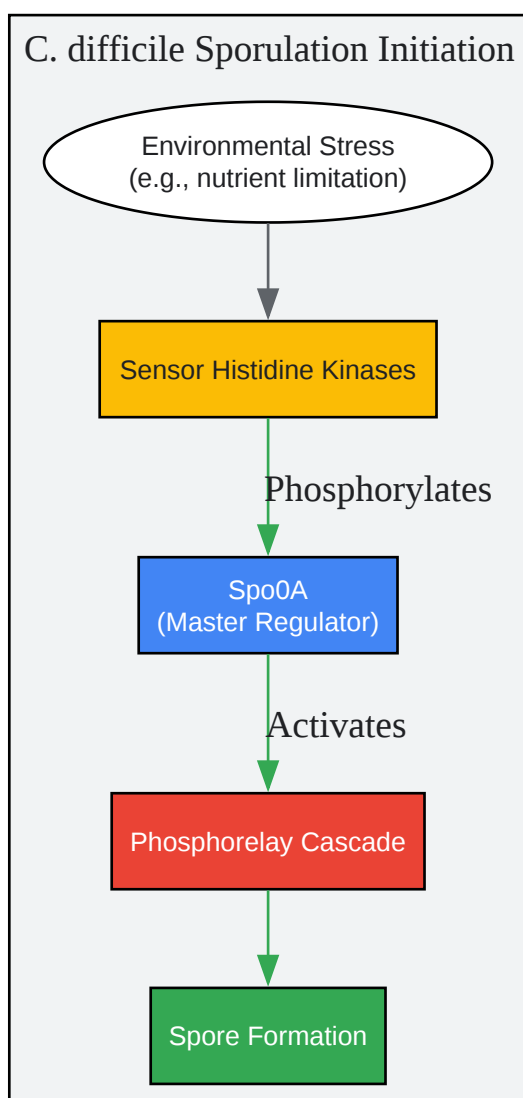 C. difficile Sporulation Initiation
Environmental Stress
(e.g., nutrient limitation)
Sensor Histidine Kinases
Phosphorylates
Spo0A
(Master Regulator)
Activates
Phosphorelay Cascade
Spore Formation